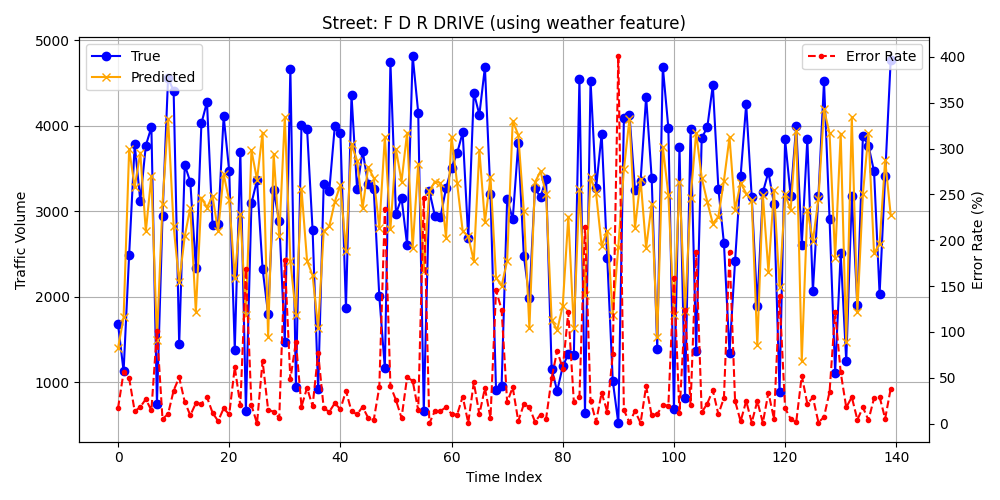 Street: F D R DRIVE (using weather feature)
True
Predicted
Error Rate
5000
4000
3000
2000
1000
Traffic Volume
400
350
300
250
200
150
100
50
0
Error Rate (%)
0 20 40 60 80 100 120 140
Time Index